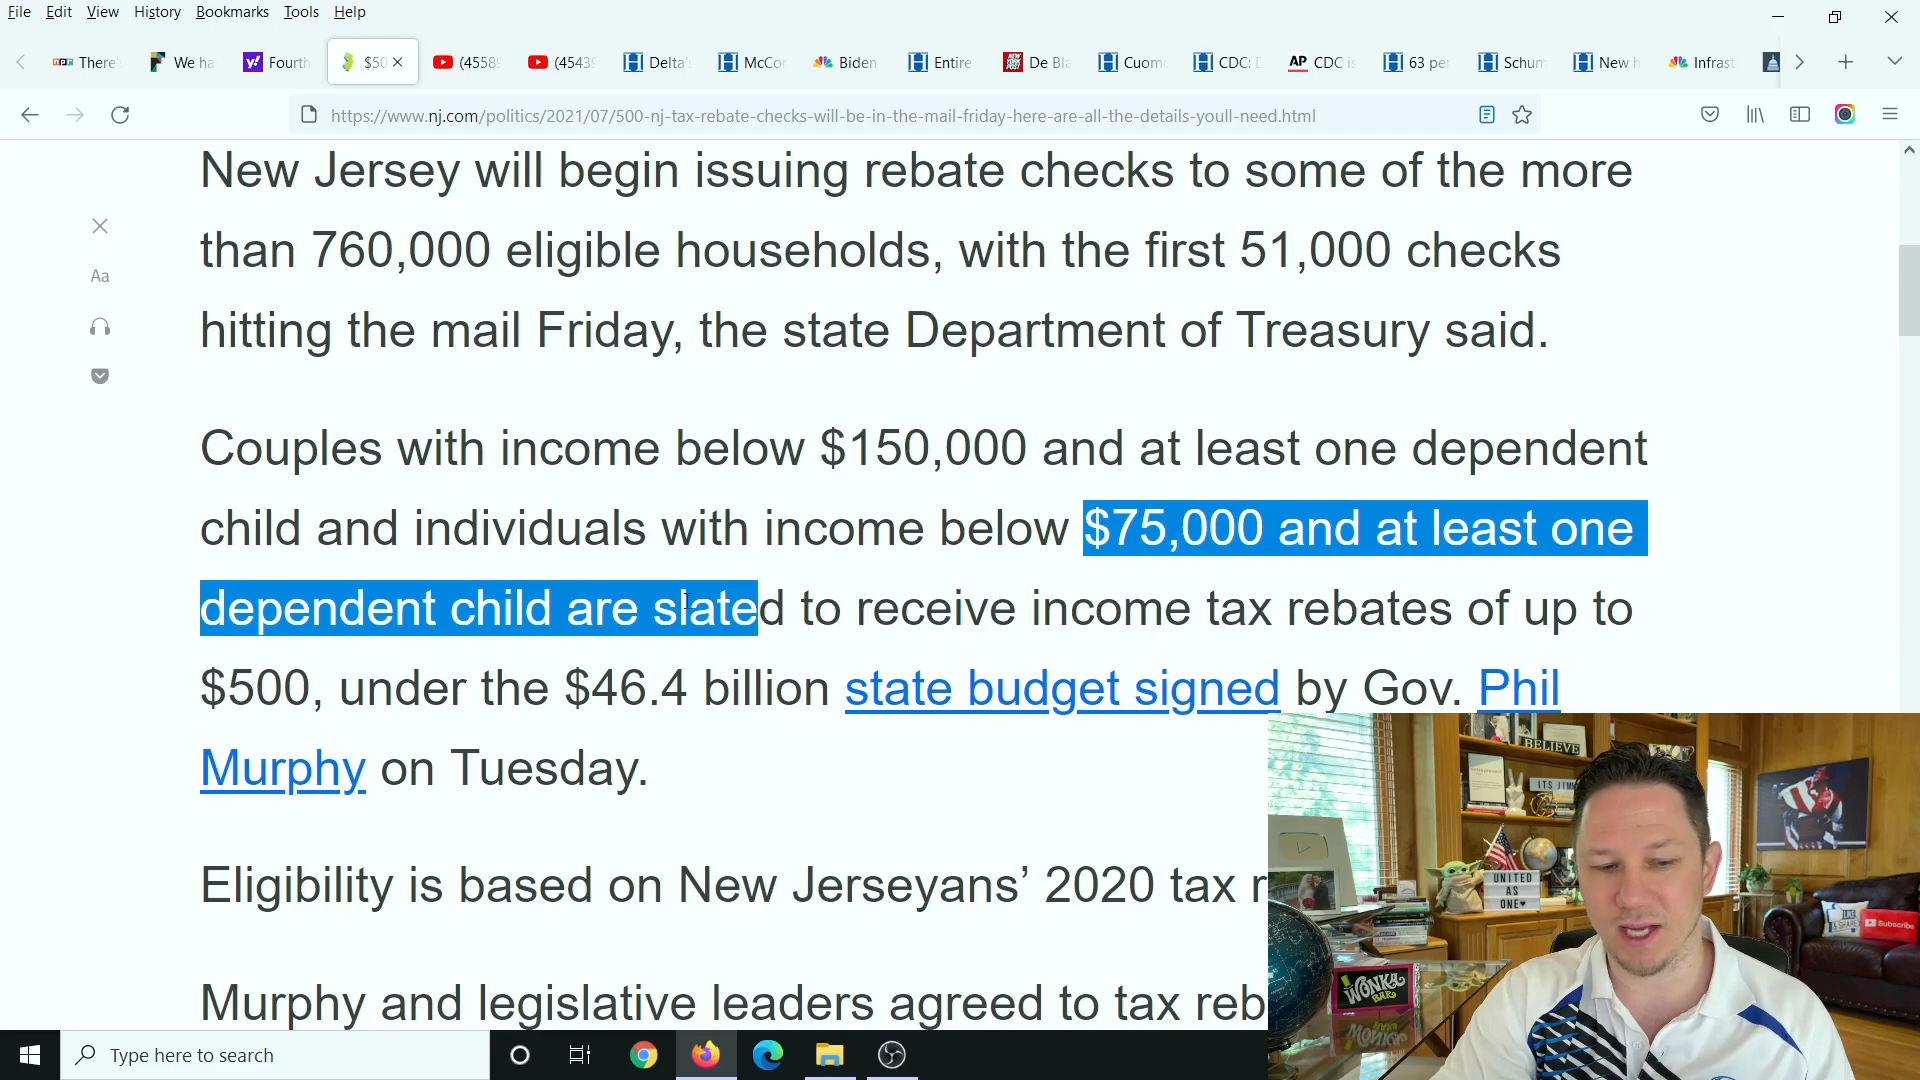 File Edit View History Bookmarks Tools Help
There' We ha Fourth $50 (4558 (4543 Delta' McCo Biden Entire De Bla Cuom CDC: D CDC is 63 per Schum New h Infrast
https://www.nj.com/politics/2021/07/500-nj-tax-rebate-checks-will-be-in-the-mail-friday-here-are-all-the-details-youll-need.html
New Jersey will begin issuing rebate checks to some of the more
than 760,000 eligible households, with the first 51,000 checks
hitting the mail Friday, the state Department of Treasury said.
Aa
Couples with income below $150,000 and at least one dependent
child and individuals with income below $75,000 and at least one
dependent child are slated to receive income tax rebates of up to
$500, under the $46.4 billion state budget signed by Gov. Phil
Murphy on Tuesday.
Eligibility is based on New Jerseyans’ 2020 tax r
Murphy and legislative leaders agreed to tax reb
BELIEVE
UNITED
AS
ONE♥
WONKA
BAR
Subscribe
Type here to search